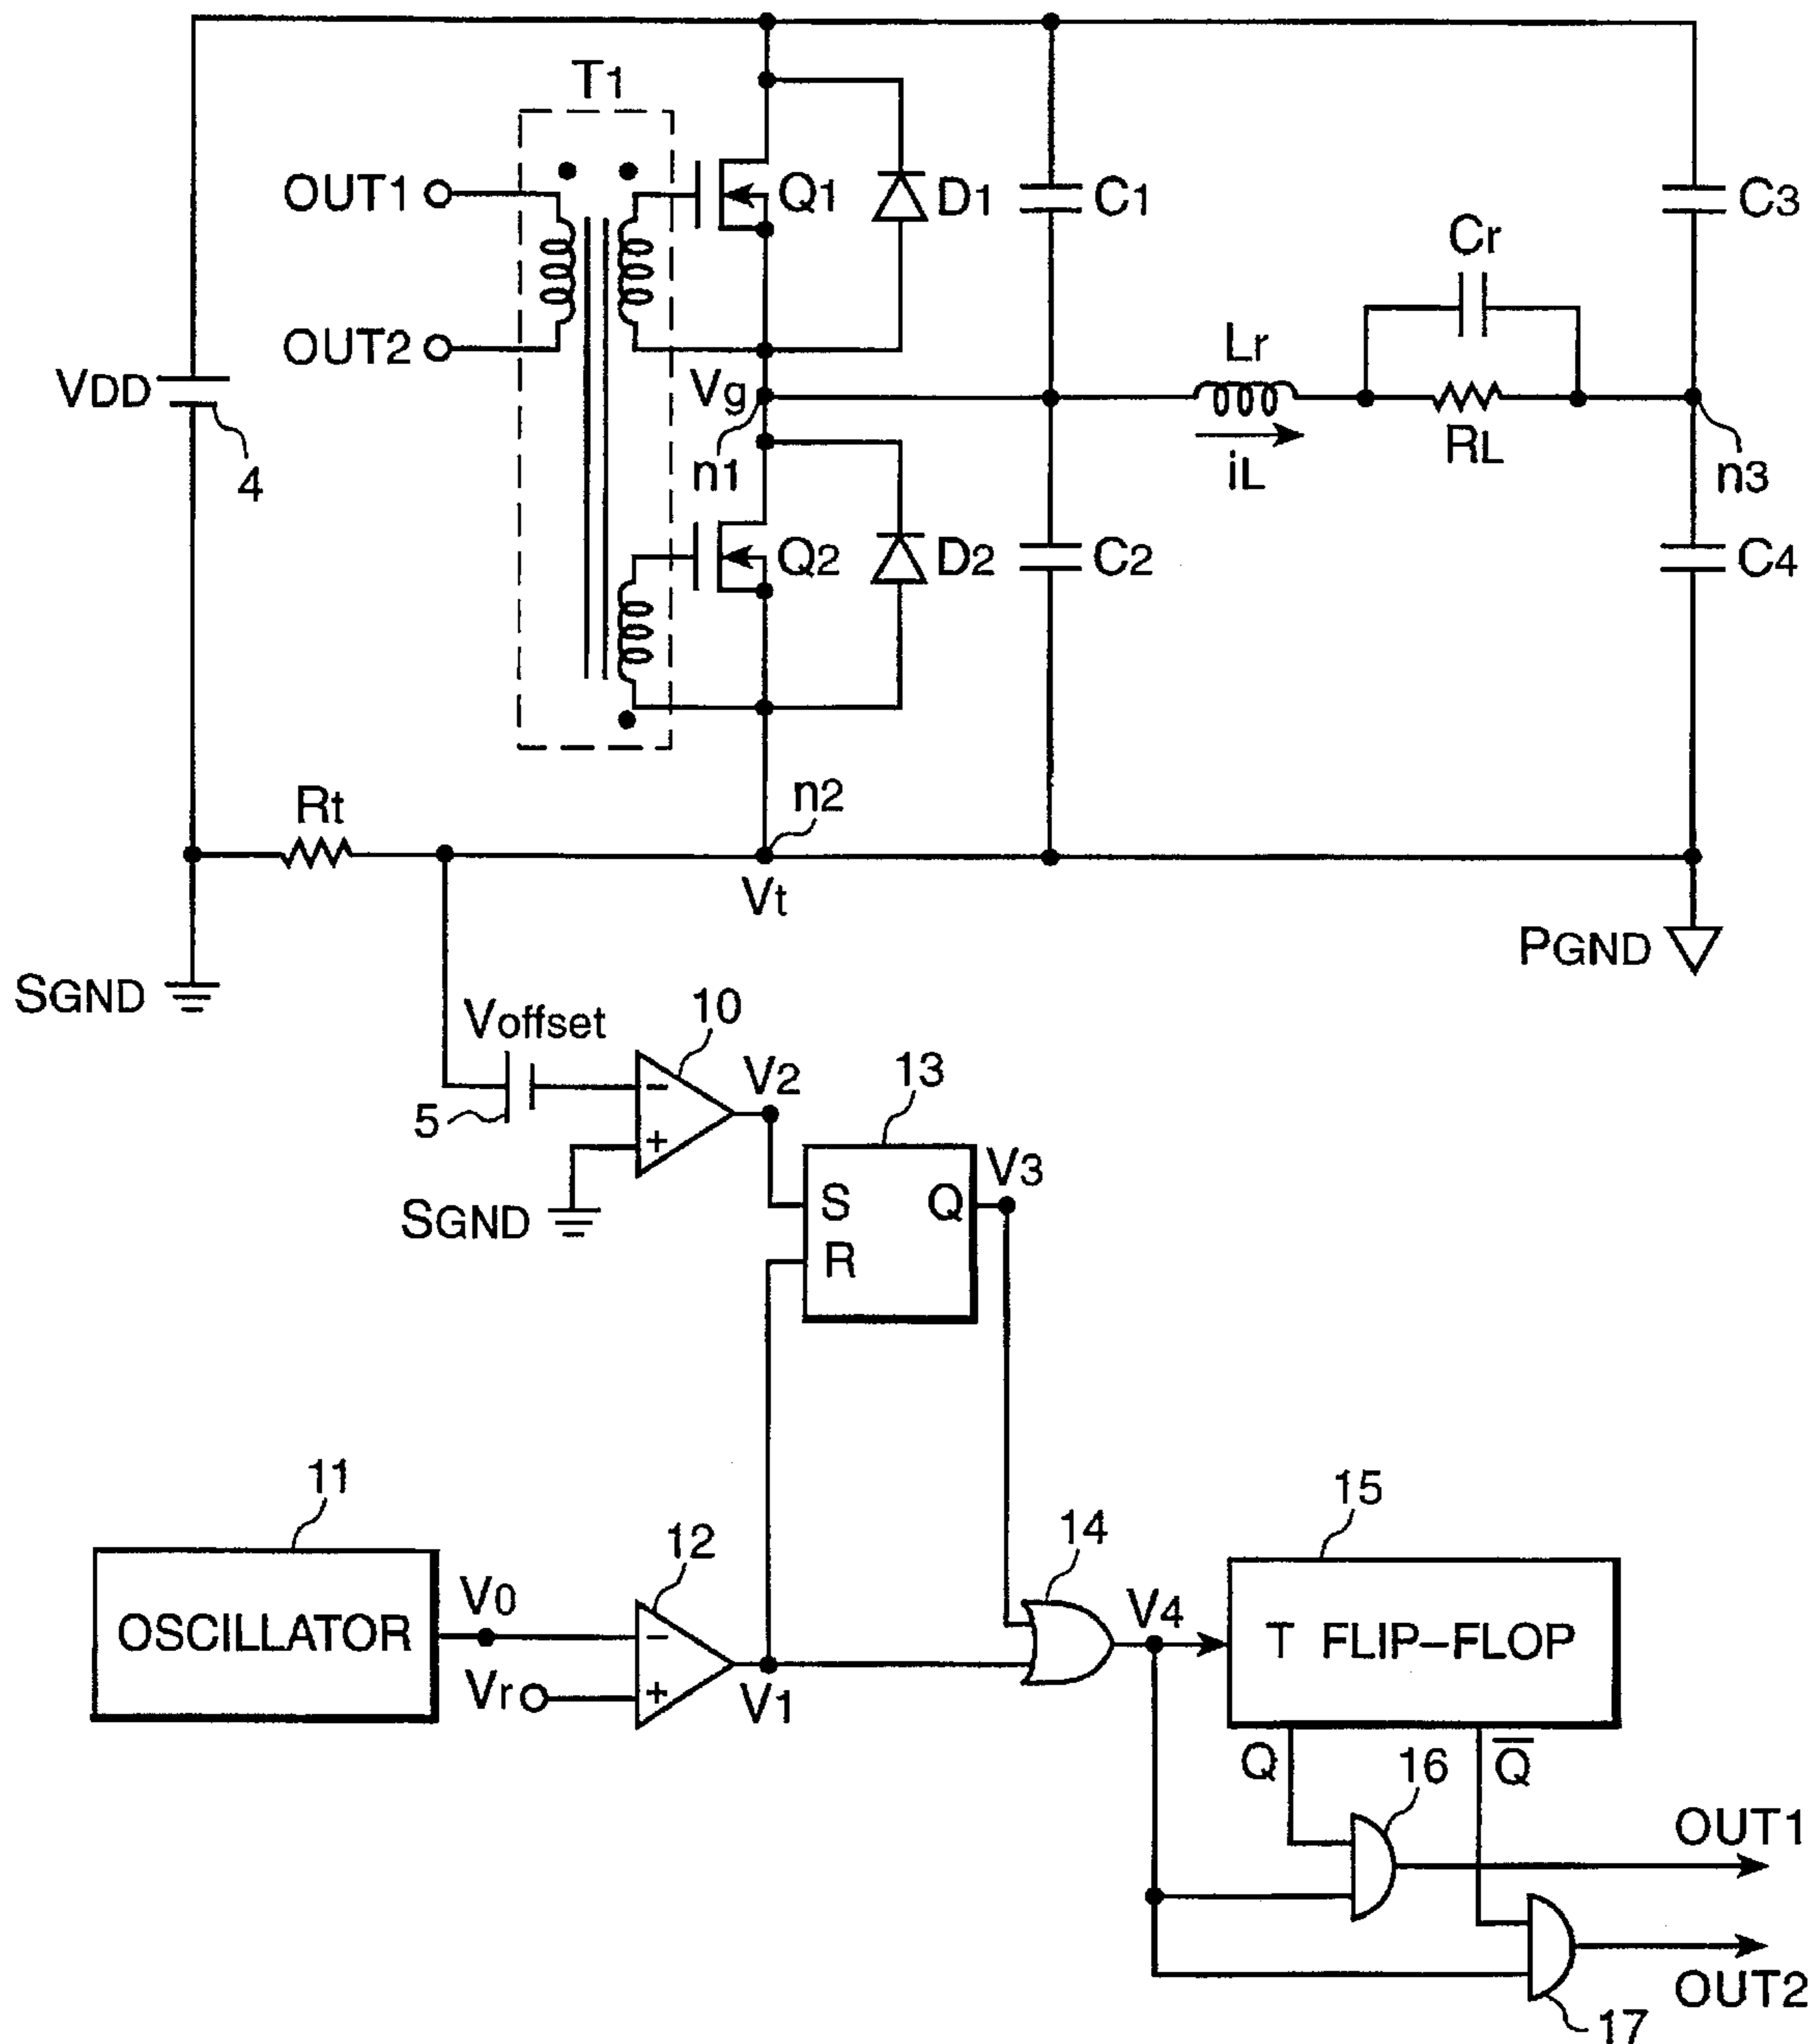 T1
OUT1
OUT2
Q1
D1
C1
C3
Cr
VDD
4
Vg
n1
Lr
iL
RL
n3
Q2
D2
C2
C4
Rt
n2
Vt
SGND
PGND
Voffset
5
10
-
+
V2
SGND
13
S
R
Q
V3
11
OSCILLATOR
V0
Vr
12
-
+
V1
14
V4
15
T FLIP-FLOP
Q
Q̅
16
OUT1
17
OUT2